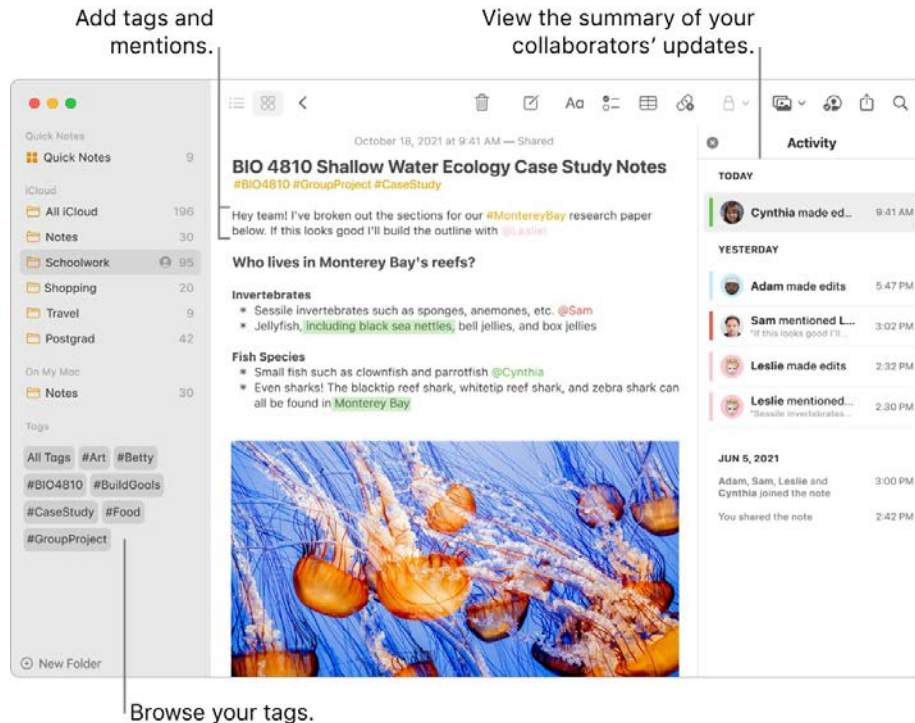 Add tags and
mentions.
View the summary of your
collaborators' updates.
Quick Notes
Quick Notes 9
iCloud
All iCloud 196
Notes 30
Schoolwork 95
Shopping 20
Travel 9
Postgrad 42
On My Mac
Notes 30
Tags
All Tags #Art #Betty
#BIO4810 #BuildGools
#CaseStudy #Food
#GroupProject
New Folder
Aa
October 18, 2021 at 9:41 AM — Shared
BIO 4810 Shallow Water Ecology Case Study Notes
#BIO4810 #GroupProject #CaseStudy
Hey team! I've broken out the sections for our #MontereyBay research paper
below. If this looks good I'll build the outline with @Leslie!
Who lives in Monterey Bay's reefs?
Invertebrates
* Sessile invertebrates such as sponges, anemones, etc. @Sam
* Jellyfish, including black sea nettles, bell jellies, and box jellies
Fish Species
* Small fish such as clownfish and parrotfish @Cynthia
* Even sharks! The blacktip reef shark, whitetip reef shark, and zebra shark can
all be found in Monterey Bay
Activity
TODAY
Cynthia made ed... 9:41 AM
YESTERDAY
Adam made edits 5:47 PM
Sam mentioned L... 3:02 PM
"If this looks good I'll...
Leslie made edits 2:32 PM
Leslie mentioned... 2:30 PM
"Sessile invertebrates...
JUN 5, 2021
Adam, Sam, Leslie and 3:00 PM
Cynthia joined the note
You shared the note 2:42 PM
Browse your tags.